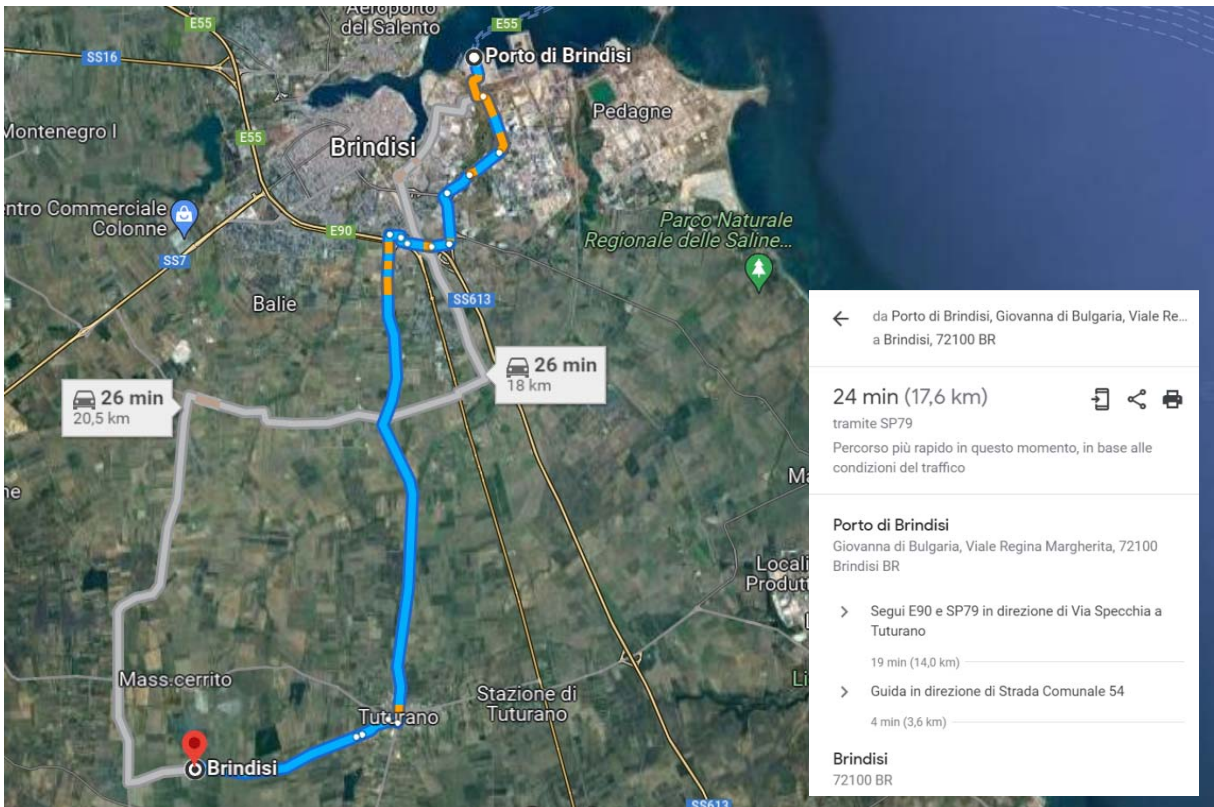 Aeroporto
del Salento
E55
E55
SS16
Porto di Brindisi
Pedagne
Montenegro I
E55
Brindisi
entro Commerciale
Colonne
E90
Parco Naturale
Regionale delle Saline...
SS7
Balie
SS613
26 min
18 km
26 min
20,5 km
da Porto di Brindisi, Giovanna di Bulgaria, Viale Re...
a Brindisi, 72100 BR
24 min (17,6 km)
tramite SP79
Percorso più rapido in questo momento, in base alle
condizioni del traffico
Porto di Brindisi
Giovanna di Bulgaria, Viale Regina Margherita, 72100
Brindisi BR
Segui E90 e SP79 in direzione di Via Specchia a
Tuturano
19 min (14,0 km)
Guida in direzione di Strada Comunale 54
4 min (3,6 km)
Brindisi
72100 BR
ne
Ma
Locali
Produtt
Li
Mass.cerrito
Stazione di
Tuturano
Tuturano
Brindisi
SS613